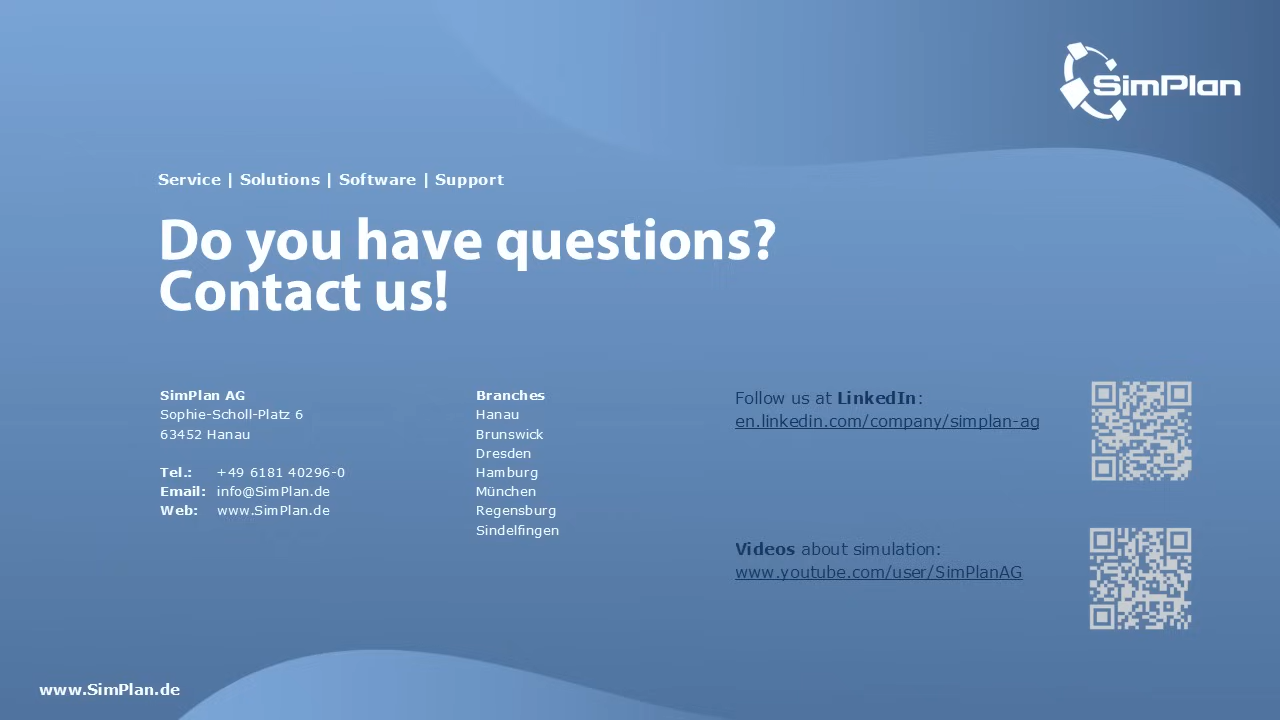 SimPlan
Service | Solutions | Software | Support
Do you have questions?
Contact us!
SimPlan AG
Sophie-Scholl-Platz 6
63452 Hanau
Tel.: +49 6181 40296-0
Email: info@SimPlan.de
Web: www.SimPlan.de
Branches
Hanau
Brunswick
Dresden
Hamburg
München
Regensburg
Sindelfingen
Follow us at LinkedIn:
en.linkedin.com/company/simplan-ag
Videos about simulation:
www.youtube.com/user/SimPlanAG
www.SimPlan.de